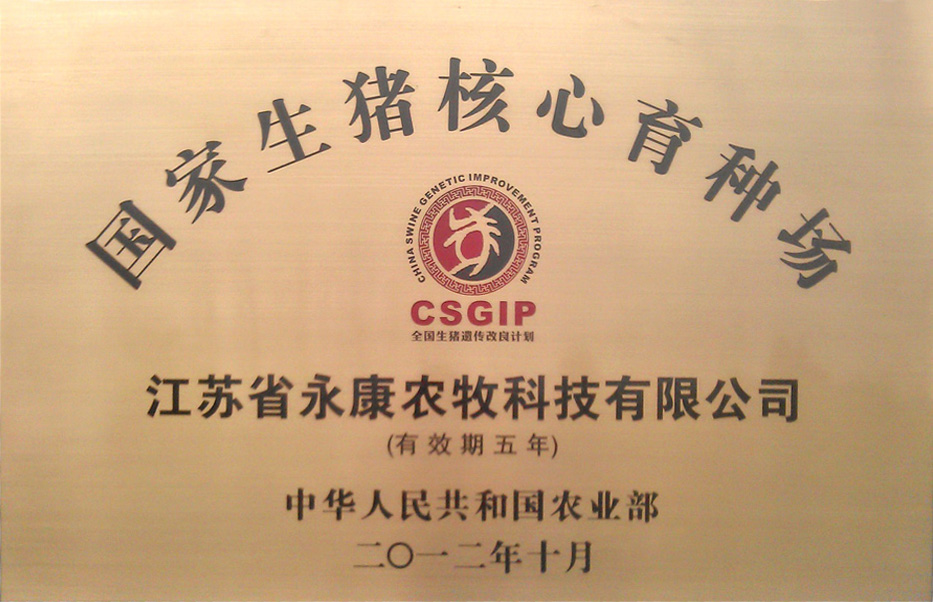 国家生猪核心育种场
CHINA SWINE GENETIC IMPROVEMENT PROGRAM
CSGIP
全国生猪遗传改良计划
江苏省永康农牧科技有限公司
(有效期五年)
中华人民共和国农业部
二〇一二年十月